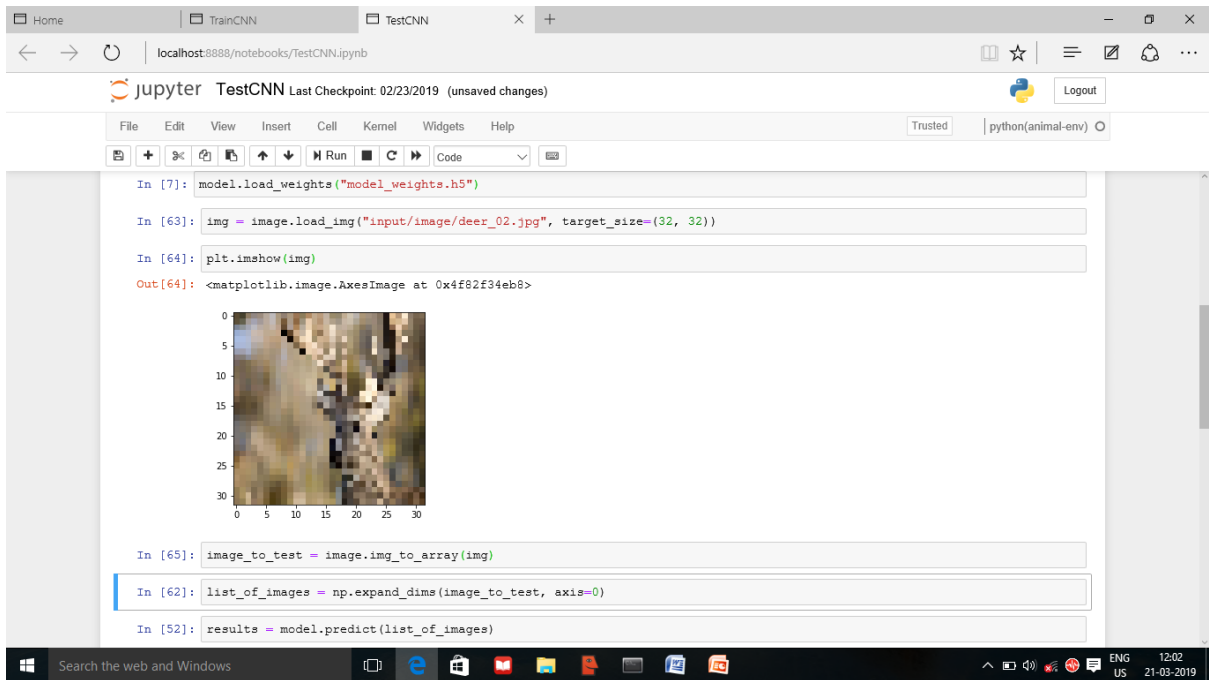 Home TrainCNN TestCNN
localhost:8888/notebooks/TestCNN.ipynb
jupyter TestCNN Last Checkpoint: 02/23/2019 (unsaved changes)
Logout
File Edit View Insert Cell Kernel Widgets Help Trusted python(animal-env)
Run Code
In [7]: model.load_weights("model_weights.h5")
In [63]: img = image.load_img("input/image/deer_02.jpg", target_size=(32, 32))
In [64]: plt.imshow(img)
Out[64]: <matplotlib.image.AxesImage at 0x4f82f34eb8>
0
5
10
15
20
25
30
0 5 10 15 20 25 30
In [65]: image_to_test = image.img_to_array(img)
In [62]: list_of_images = np.expand_dims(image_to_test, axis=0)
In [52]: results = model.predict(list_of_images)
Search the web and Windows
ENG 12:02
US 21-03-2019